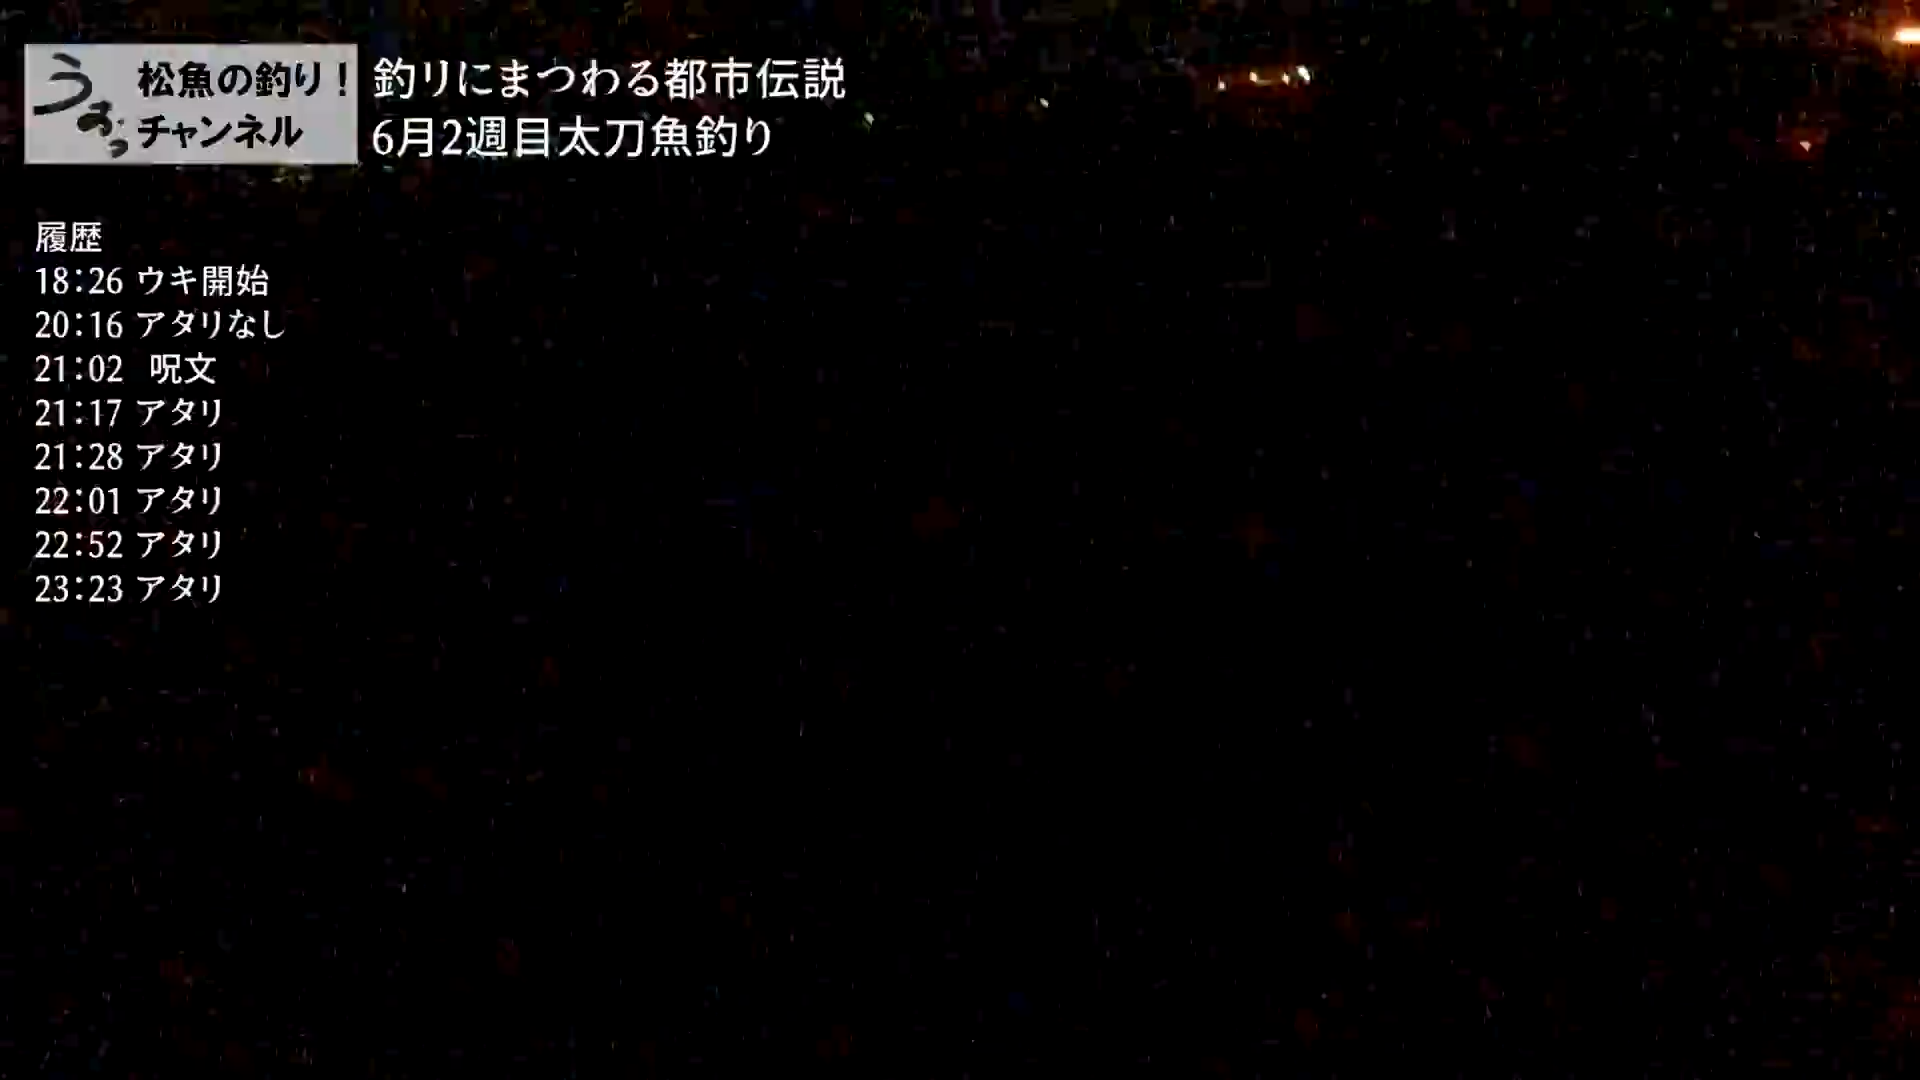 うおっ
松魚の釣り！
チャンネル
釣りにまつわる都市伝説
6月2週目太刀魚釣り
履歴
18:26 ウキ開始
20:16 アタリなし
21:02 呪文
21:17 アタリ
21:28 アタリ
22:01 アタリ
22:52 アタリ
23:23 アタリ